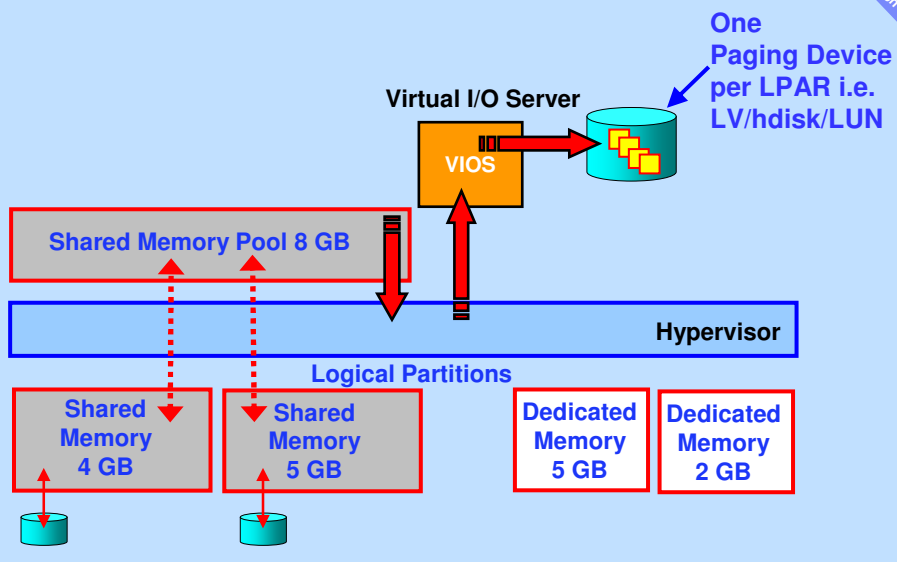 One
Paging Device
per LPAR i.e.
LV/hdisk/LUN
Virtual I/O Server
VIOS
Shared Memory Pool 8 GB
Hypervisor
Logical Partitions
Shared
Memory
4 GB
Shared
Memory
5 GB
Dedicated
Memory
5 GB
Dedicated
Memory
2 GB